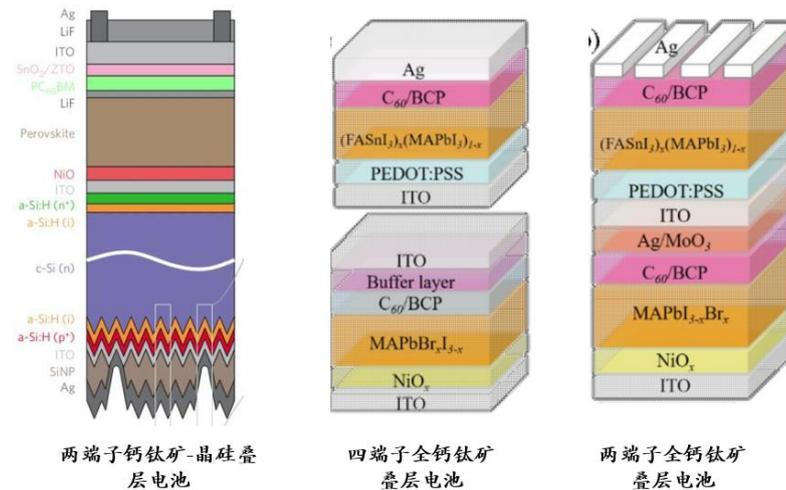 Ag
LiF
ITO
SnO₂/ZTO
PC₆₀BM
LiF
Perovskite
NiO
ITO
a-Si:H (n⁺)
a-Si:H (i)
c-Si (n)
a-Si:H (i)
a-Si:H (p⁺)
ITO
SiNP
Ag
两端子钙钛矿-晶硅叠
层电池
Ag
C₆₀/BCP
(FASnI₃)ₓ(MAPbI₃)₁₋ₓ
PEDOT:PSS
ITO
ITO
Buffer layer
C₆₀/BCP
MAPbBrₓI₃₋ₓ
NiOₓ
ITO
四端子全钙钛矿
叠层电池
)
Ag
C₆₀/BCP
(FASnI₃)ₓ(MAPbI₃)₁₋ₓ
PEDOT:PSS
ITO
Ag/MoO₃
C₆₀/BCP
MAPbI₃₋ₓBrₓ
NiOₓ
ITO
两端子全钙钛矿
叠层电池